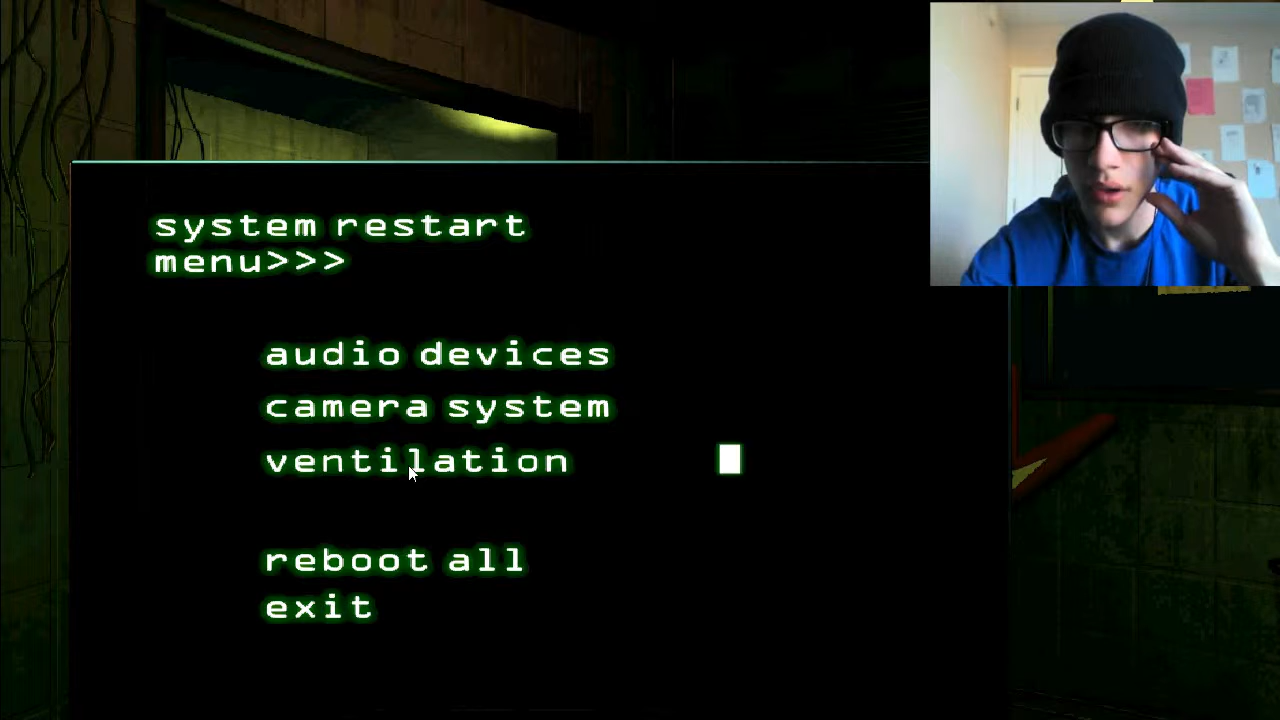 system restart
menu>>>
audio devices
camera system
ventilation
reboot all
exit